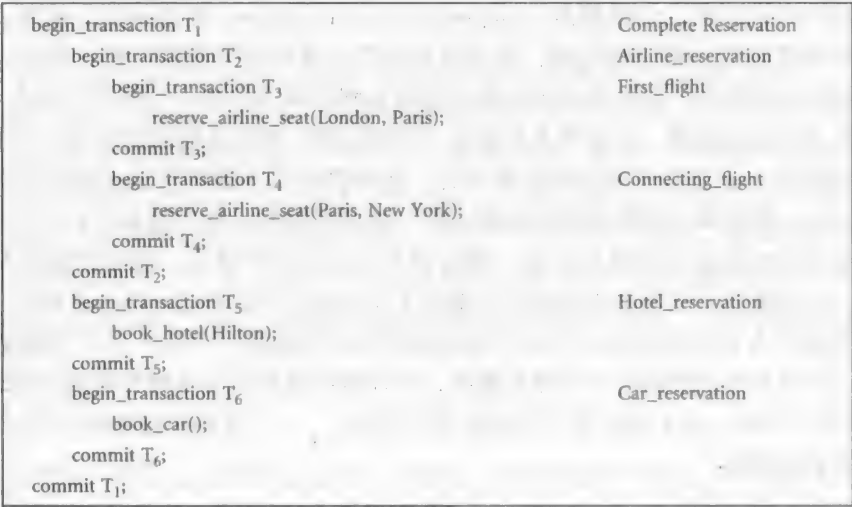 begin_transaction T₁ Complete Reservation
begin_transaction T₂ Airline_reservation
begin_transaction T₃ First_flight
reserve_airline_seat(London, Paris);
commit T₃;
begin_transaction T₄ Connecting_flight
reserve_airline_seat(Paris, New York);
commit T₄;
commit T₂;
begin_transaction T₅ Hotel_reservation
book_hotel(Hilton);
commit T₅;
begin_transaction T₆ Car_reservation
book_car();
commit T₆;
commit T₁;